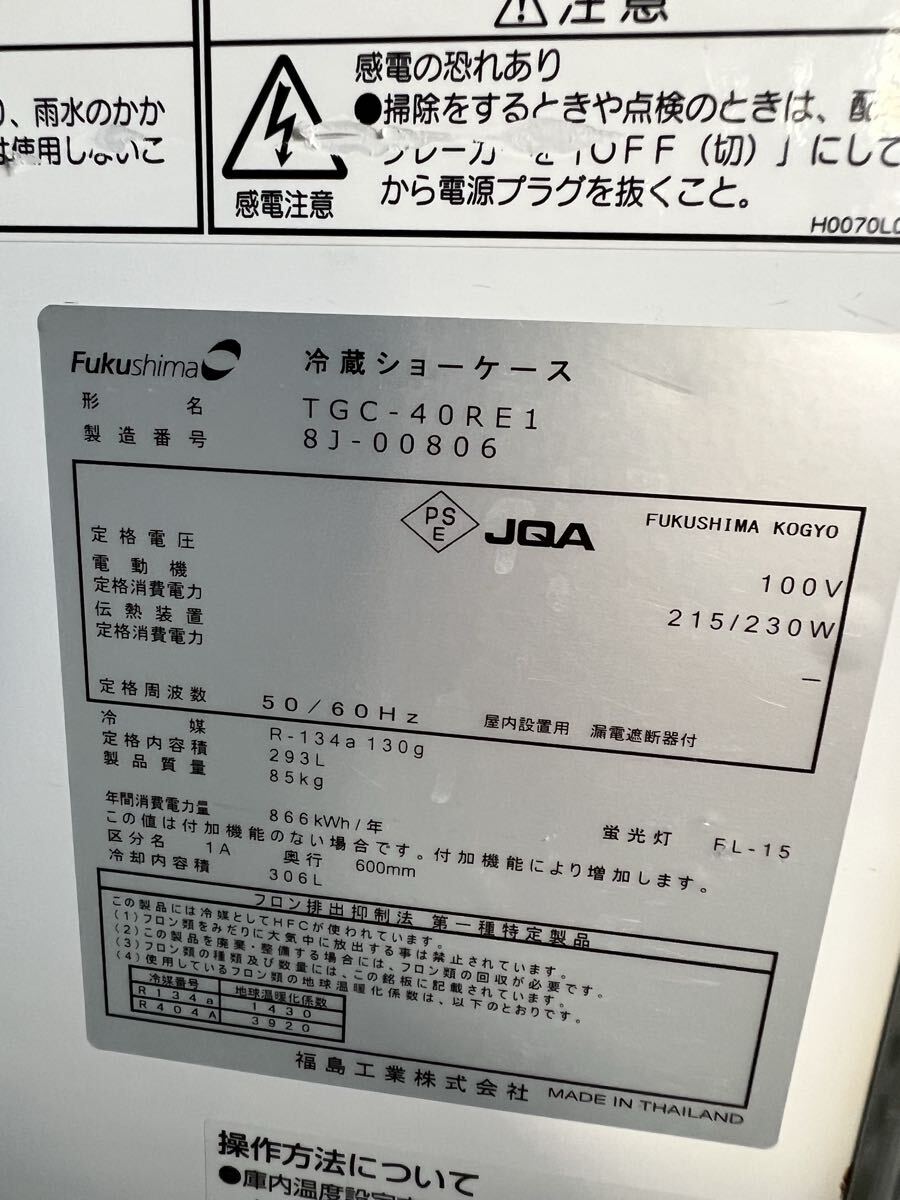 注意
、雨水のかか
は使用しないこ
感電注意
感電の恐れあり
●掃除をするときや点検のときは、配
ブレーカーを「OFF（切）」にして
から電源プラグを抜くこと。
H0070L0
Fukushima 冷蔵ショーケース
形名 TGC-40RE1
製造番号 8J-00806
PSE JQA FUKUSHIMA KOGYO
定格電圧 100V
電動機
定格消費電力 215/230W
伝熱装置
定格消費電力 －
定格周波数 50/60Hz 屋内設置用 漏電遮断器付
冷媒 R-134a 130g
定格内容積 293L
製品質量 85kg
年間消費電力量 866kWh/年 蛍光灯 FL-15
この値は付加機能のない場合です。付加機能により増加します。
区分名 1A 奥行 600mm
冷却内容積 306L
フロン排出抑制法 第一種特定製品
この製品には冷媒としてHFCが使われています。
(1)フロン類をみだりに大気中に放出する事は禁止されています。
(2)この製品を廃棄・整備する場合には、フロン類の回収が必要です。
(3)フロン類の種類及び数量には、この銘板に記載されています。
(4)使用しているフロン類の地球温暖化係数は、以下のとおりです。
冷媒番号 地球温暖化係数
R134a 1430
R404A 3920
福島工業株式会社 MADE IN THAILAND
操作方法について
●庫内温度設定